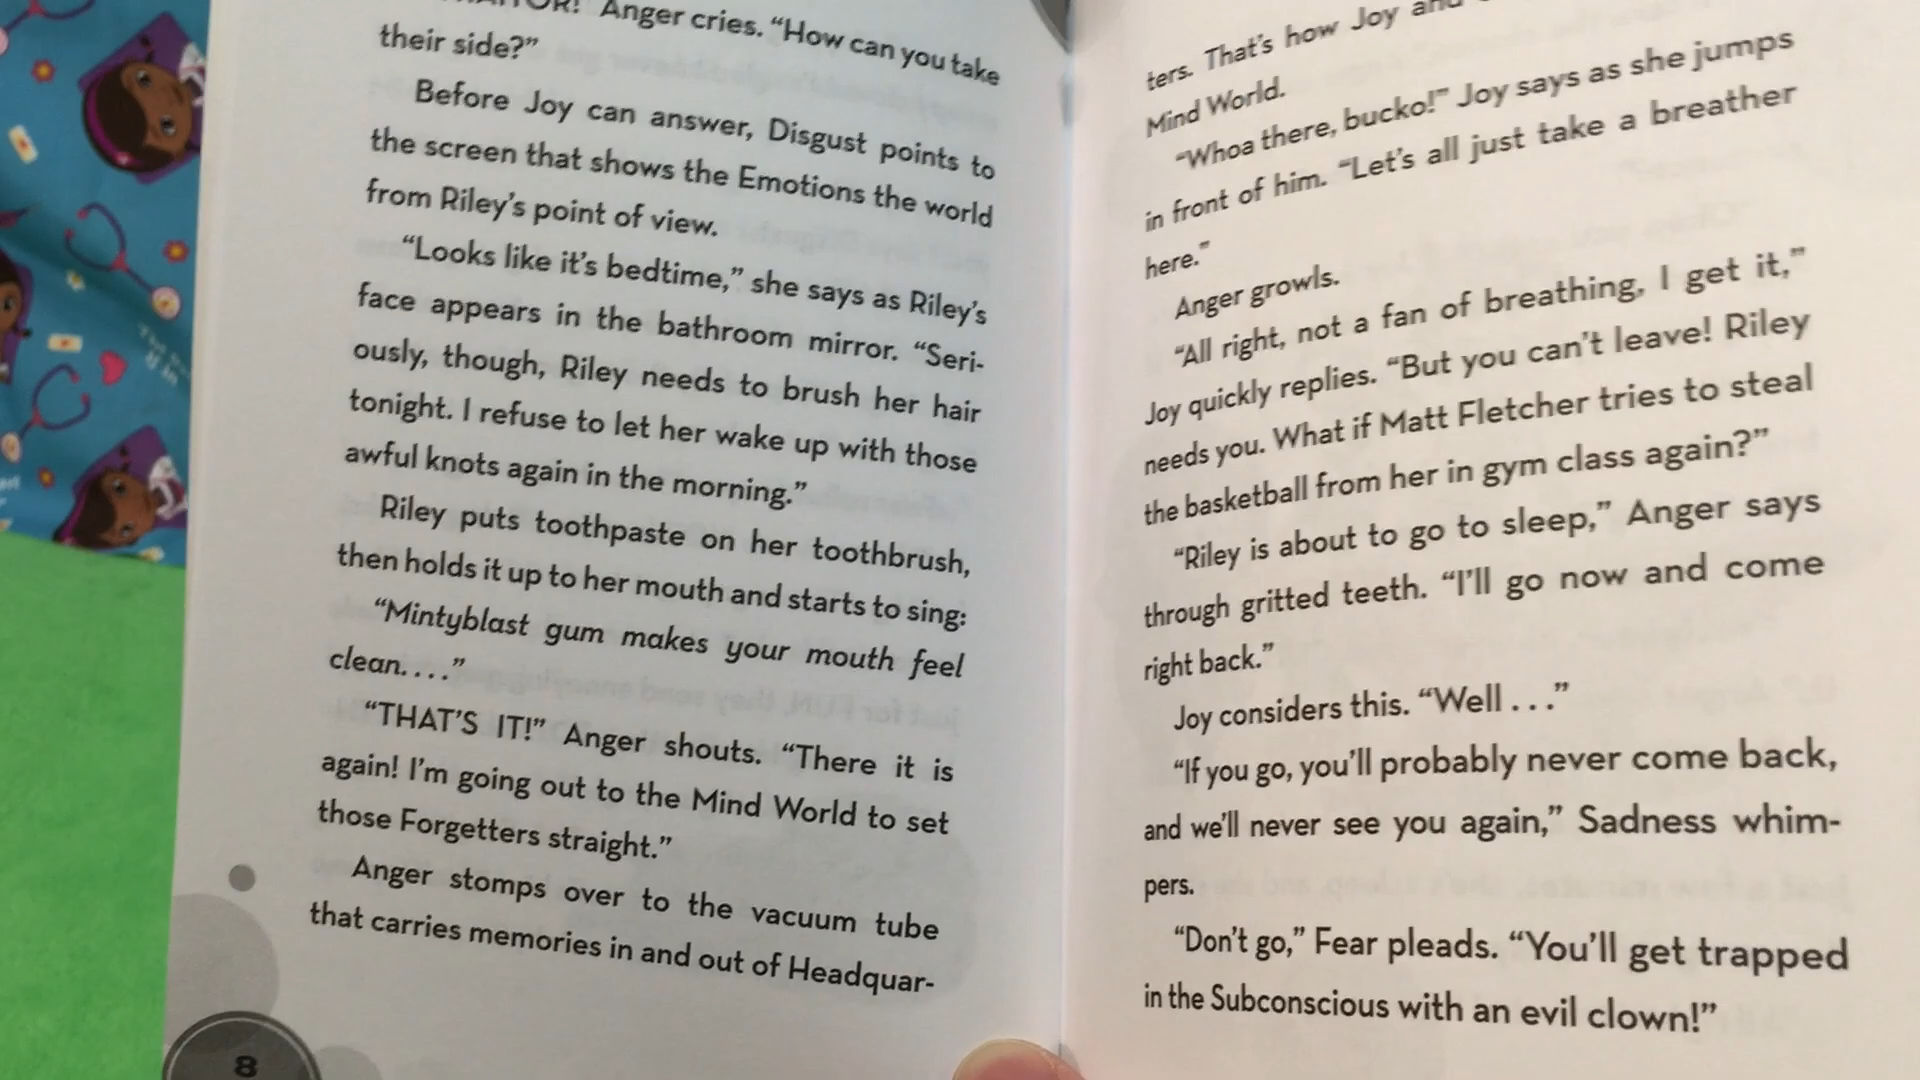 Anger cries. “How can you take
their side?”
Before Joy can answer, Disgust points to
the screen that shows the Emotions the world
from Riley’s point of view.
“Looks like it’s bedtime,” she says as Riley’s
face appears in the bathroom mirror. “Seri-
ously, though, Riley needs to brush her hair
tonight. I refuse to let her wake up with those
awful knots again in the morning.”
Riley puts toothpaste on her toothbrush,
then holds it up to her mouth and starts to sing:
“Mintyblast gum makes your mouth feel
clean. . . .”
“THAT’S IT!” Anger shouts. “There it is
again! I’m going out to the Mind World to set
those Forgetters straight.”
Anger stomps over to the vacuum tube
that carries memories in and out of Headquar-
8
That’s how Joy and
ters.
Mind World.
“Whoa there, bucko!” Joy says as she jumps
in front of him. “Let’s all just take a breather
here.”
Anger growls.
“All right, not a fan of breathing, I get it,”
Joy quickly replies. “But you can’t leave! Riley
needs you. What if Matt Fletcher tries to steal
the basketball from her in gym class again?”
“Riley is about to go to sleep,” Anger says
through gritted teeth. “I’ll go now and come
right back.”
Joy considers this. “Well . . .”
“If you go, you’ll probably never come back,
and we’ll never see you again,” Sadness whim-
pers.
“Don’t go,” Fear pleads. “You’ll get trapped
in the Subconscious with an evil clown!”